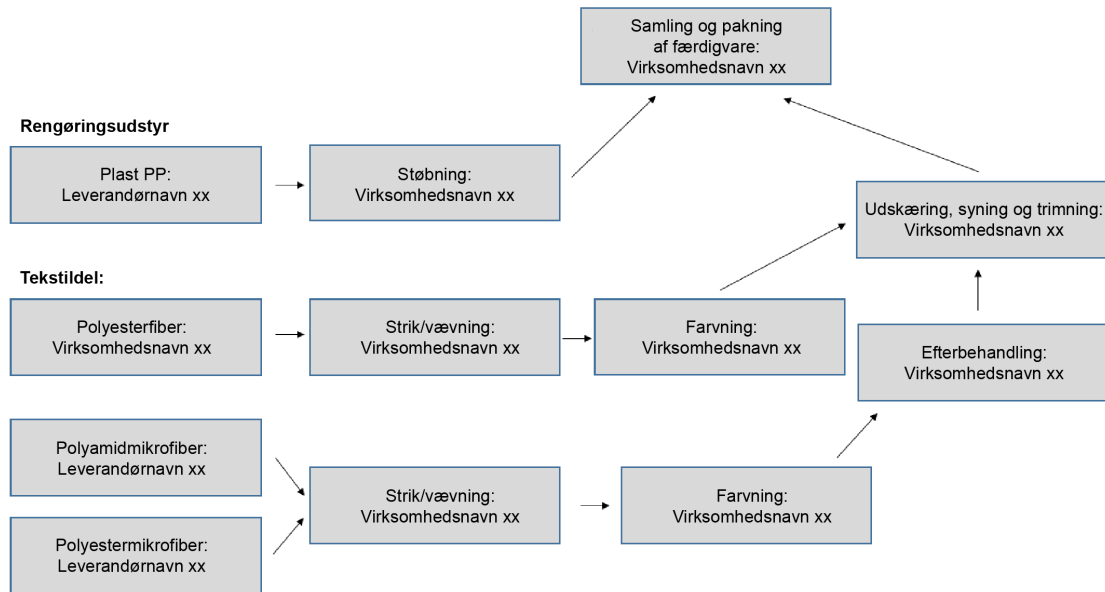 Samling og pakning
af færdigvare:
Virksomhedsnavn xx
Rengøringsudstyr
Plast PP:
Leverandørnavn xx
Støbning:
Virksomhedsnavn xx
Udskæring, syning og trimning:
Virksomhedsnavn xx
Tekstildel:
Polyesterfiber:
Virksomhedsnavn xx
Strik/vævning:
Virksomhedsnavn xx
Farvning:
Virksomhedsnavn xx
Efterbehandling:
Virksomhedsnavn xx
Polyamidmikrofiber:
Leverandørnavn xx
Strik/vævning:
Virksomhedsnavn xx
Farvning:
Virksomhedsnavn xx
Polyestermikrofiber:
Leverandørnavn xx